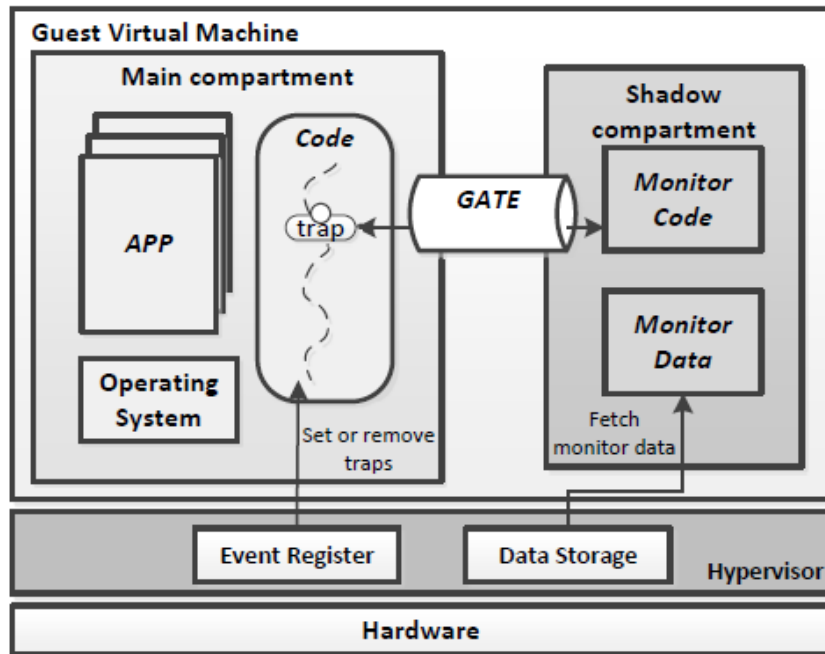 Guest Virtual Machine
Main compartment
APP
Operating
System
Code
trap
Set or remove
traps
GATE
Shadow
compartment
Monitor
Code
Monitor
Data
Fetch
monitor data
Event Register
Data Storage
Hypervisor
Hardware